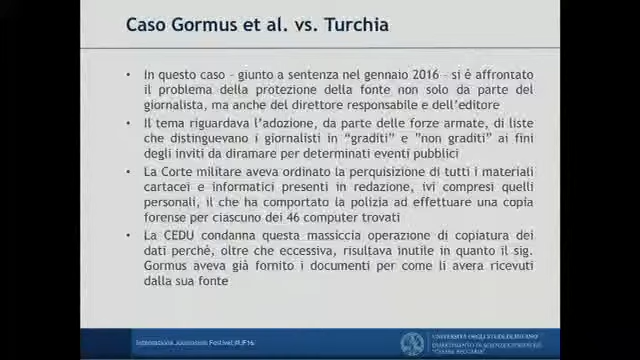 Caso Gormus et al. vs. Turchia
• In questo caso – giunto a sentenza nel gennaio 2016 – si è affrontato
il problema della protezione della fonte non solo da parte del
giornalista, ma anche del direttore responsabile e dell'editore
• Il tema riguardava l'adozione, da parte delle forze armate, di liste
che distinguevano i giornalisti in "graditi" e "non graditi" ai fini
degli inviti da diramare per determinati eventi pubblici
• La Corte militare aveva ordinato la perquisizione di tutti i materiali
cartacei e informatici presenti in redazione, ivi compresi quelli
personali, il che ha comportato la polizia ad effettuare una copia
forense per ciascuno dei 46 computer trovati
• La CEDU condanna questa massiccia operazione di copiatura dei
dati perché, oltre che eccessiva, risultava inutile in quanto il sig.
Gormus aveva già fornito i documenti per come li avera ricevuti
dalla sua fonte
International Journalism Festival
UNIVERSITÀ DEGLI STUDI DI MILANO
DIPARTIMENTO DI SCIENZE GIURIDICHE
"CESARE BECCARIA"